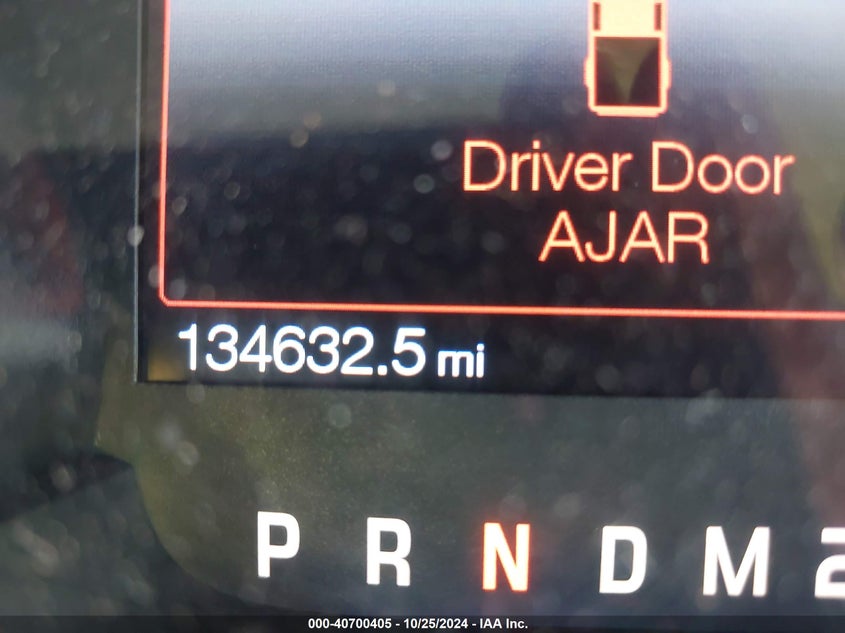 Driver Door
AJAR
134632.5 mi
P R N D M 2
000-40700405 - 10/25/2024 - IAA Inc.